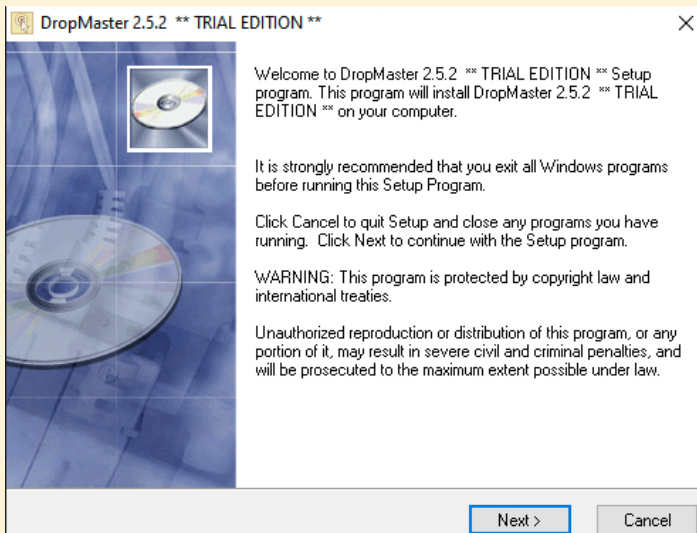 DropMaster 2.5.2 ** TRIAL EDITION **
Welcome to DropMaster 2.5.2 ** TRIAL EDITION ** Setup
program. This program will install DropMaster 2.5.2 ** TRIAL
EDITION ** on your computer.
It is strongly recommended that you exit all Windows programs
before running this Setup Program.
Click Cancel to quit Setup and close any programs you have
running. Click Next to continue with the Setup program.
WARNING: This program is protected by copyright law and
international treaties.
Unauthorized reproduction or distribution of this program, or any
portion of it, may result in severe civil and criminal penalties, and
will be prosecuted to the maximum extent possible under law.
Next >
Cancel